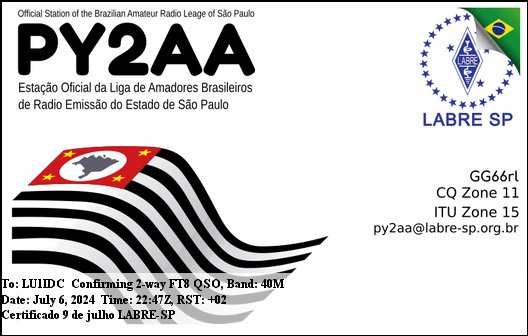 Official Station of the Brazilian Amateur Radio Leage of São Paulo
PY2AA
Estação Oficial da Liga de Amadores Brasileiros
de Radio Emissão do Estado de São Paulo
LABRE
LABRE SP
GG66rl
CQ Zone 11
ITU Zone 15
py2aa@labre-sp.org.br
To: LU1IDC Confirming 2-way FT8 QSO, Band: 40M
Date: July 6, 2024 Time: 22:47Z, RST: +02
Certificado 9 de julho LABRE-SP